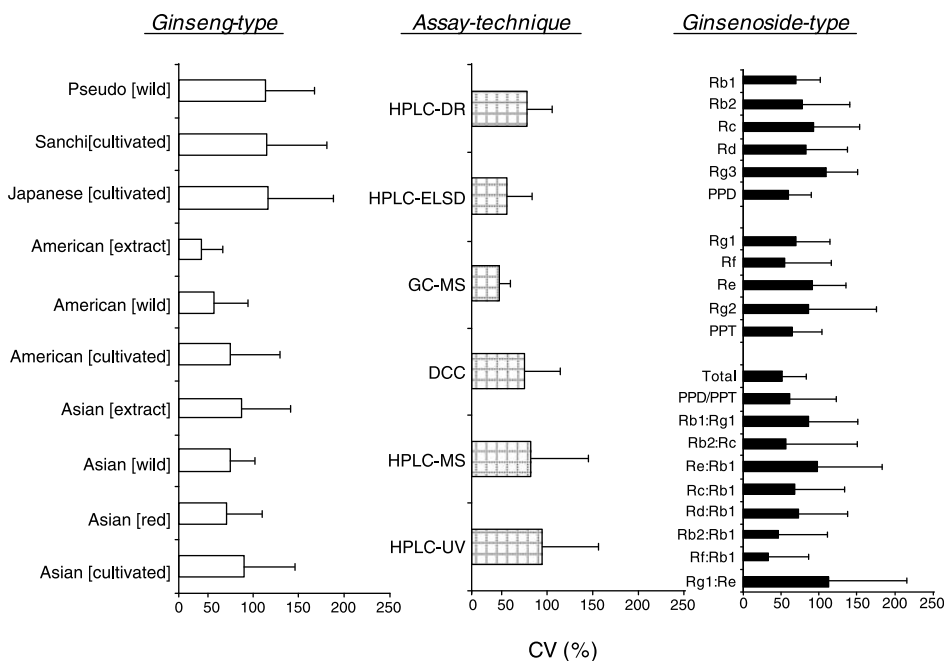 Ginseng-type
Pseudo [wild]
Sanchi[cultivated]
Japanese [cultivated]
American [extract]
American [wild]
American [cultivated]
Asian [extract]
Asian [wild]
Asian [red]
Asian [cultivated]
0 50 100 150 200 250
Assay-technique
HPLC-DR
HPLC-ELSD
GC-MS
DCC
HPLC-MS
HPLC-UV
0 50 100 150 200 250
CV (%)
Ginsenoside-type
Rb1
Rb2
Rc
Rd
Rg3
PPD
Rg1
Rf
Re
Rg2
PPT
Total
PPD/PPT
Rb1:Rg1
Rb2:Rc
Re:Rb1
Rc:Rb1
Rd:Rb1
Rb2:Rb1
Rf:Rb1
Rg1:Re
0 50 100 150 200 250